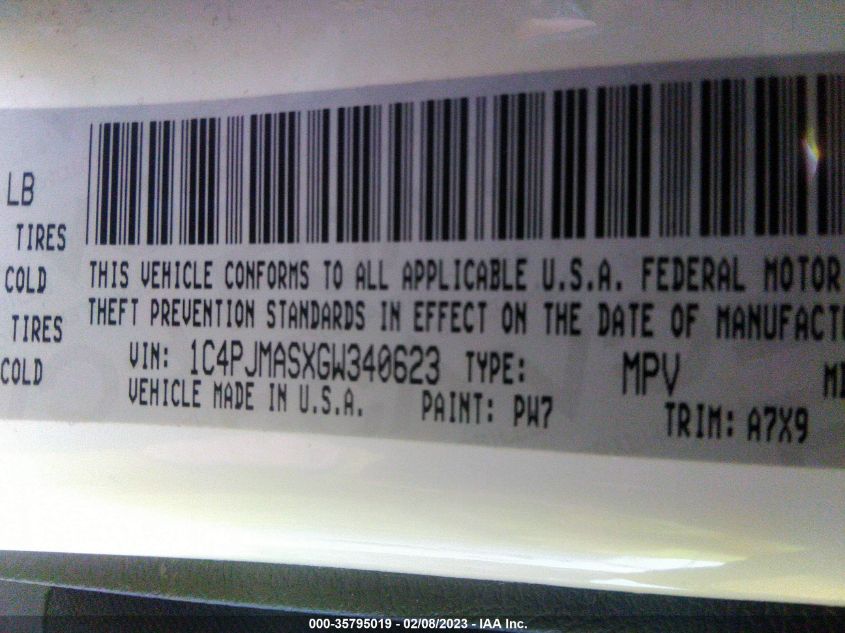 LB
TIRES
COLD
TIRES
COLD
THIS VEHICLE CONFORMS TO ALL APPLICABLE U.S.A. FEDERAL MOTOR
THEFT PREVENTION STANDARDS IN EFFECT ON THE DATE OF MANUFACT
VIN: 1C4PJMASXGW340623 TYPE: MPV
VEHICLE MADE IN U.S.A. PAINT: PW7 TRIM: A7X9
000-35795019 - 02/08/2023 - IAA Inc.